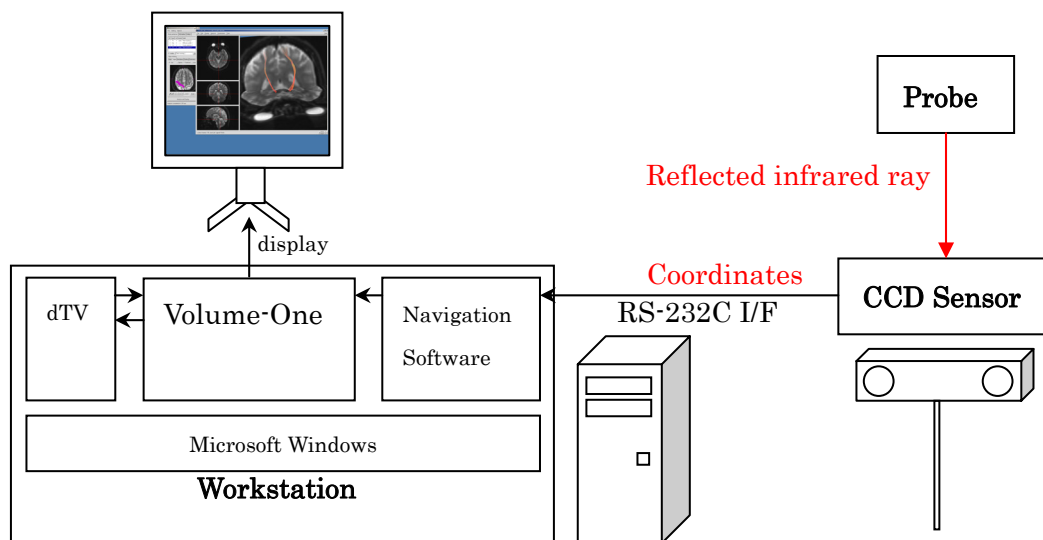 Probe
Reflected infrared ray
display
Coordinates
RS-232C I/F
CCD Sensor
dTV
Volume-One
Navigation
Software
Microsoft Windows
Workstation